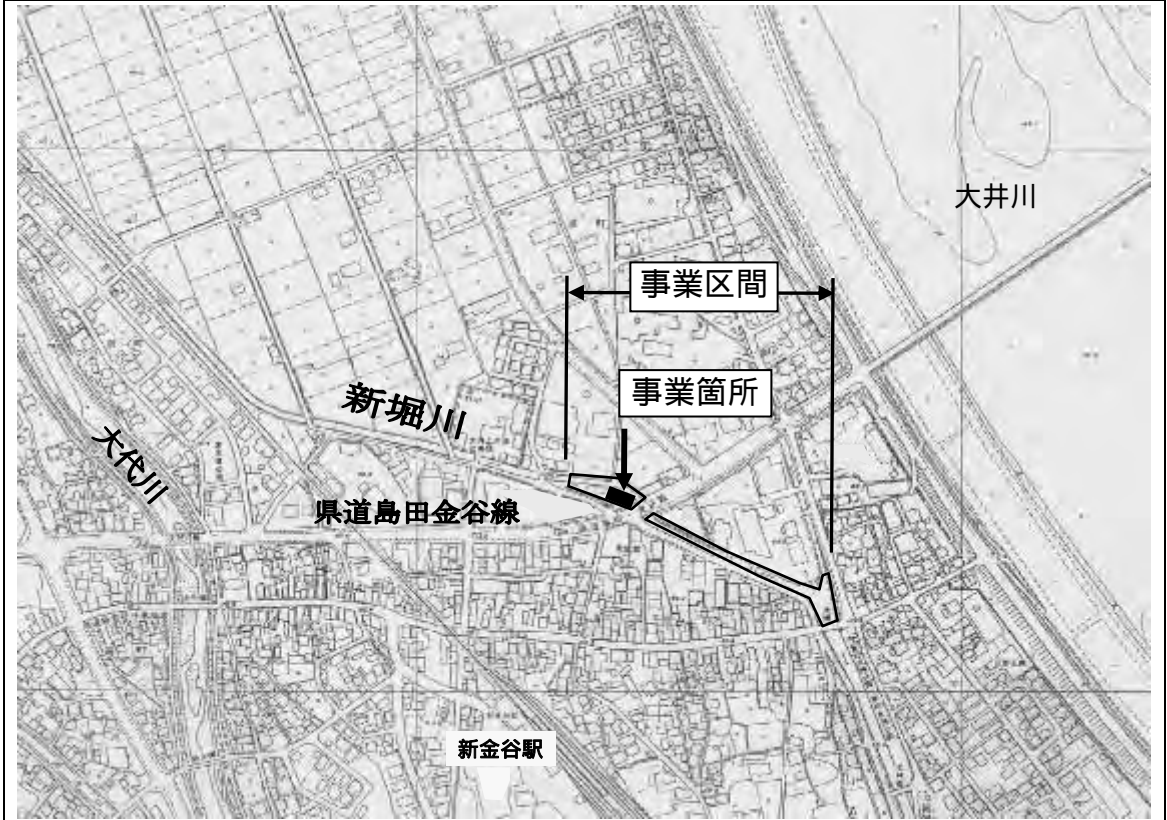 大井川
事業区間
事業箇所
新堀川
大代川
県道島田金谷線
新金谷駅